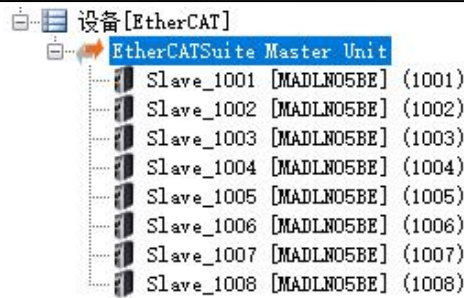 设备[EtherCAT]
EtherCATSuite Master Unit
Slave_1001 [MADLN05BE] (1001)
Slave_1002 [MADLN05BE] (1002)
Slave_1003 [MADLN05BE] (1003)
Slave_1004 [MADLN05BE] (1004)
Slave_1005 [MADLN05BE] (1005)
Slave_1006 [MADLN05BE] (1006)
Slave_1007 [MADLN05BE] (1007)
Slave_1008 [MADLN05BE] (1008)